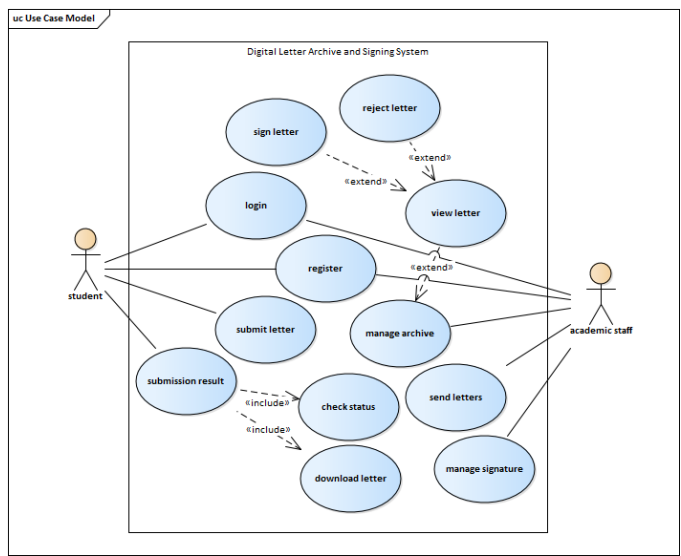 uc Use Case Model
Digital Letter Archive and Signing System
reject letter
sign letter
«extend»
«extend»
login
view letter
register
«extend»
student
submit letter
manage archive
academic staff
submission result
send letters
«include»
check status
«include»
manage signature
download letter